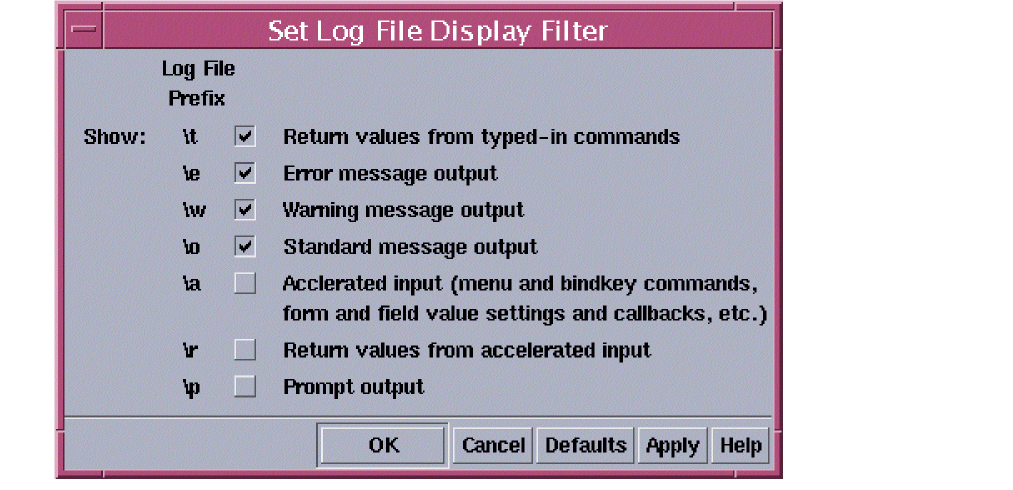 Set Log File Display Filter
Log File
Prefix
Show: \t Return values from typed-in commands
\e Error message output
\w Warning message output
\o Standard message output
\a Acclerated input (menu and bindkey commands,
form and field value settings and callbacks, etc.)
\r Return values from accelerated input
\p Prompt output
OK Cancel Defaults Apply Help